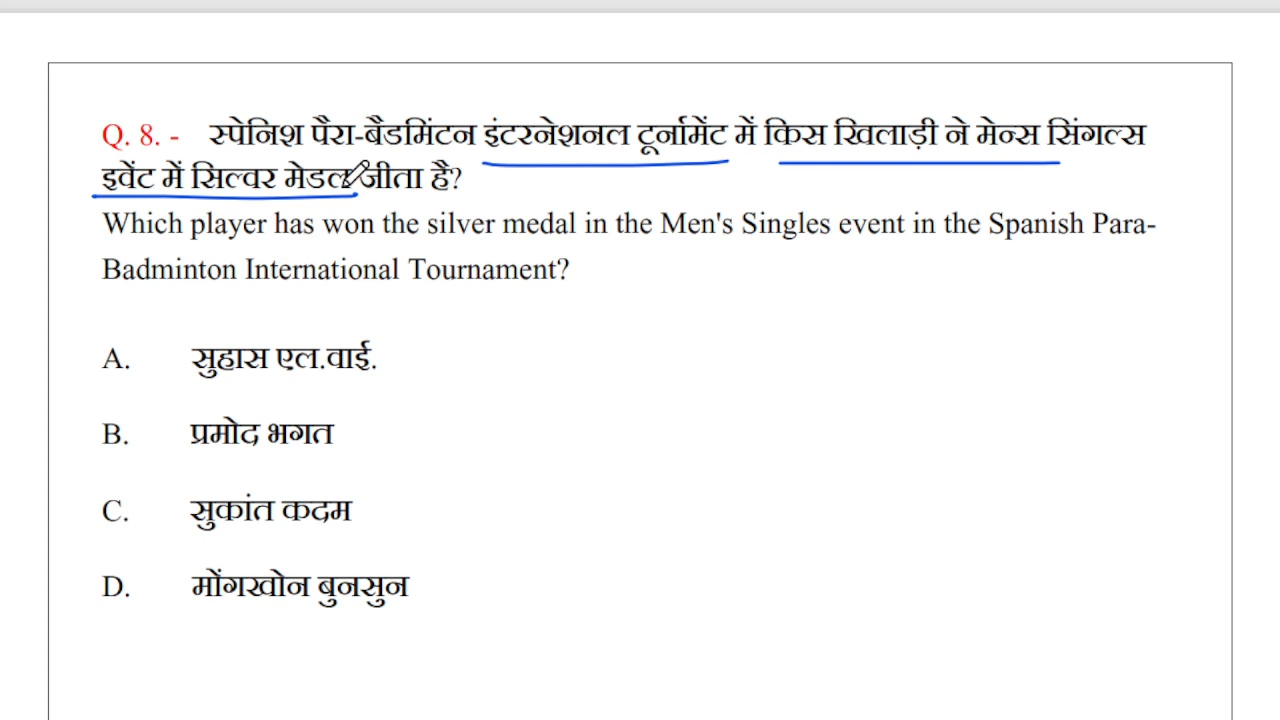 Q. 8. - स्पेनिश पैरा-बैडमिंटन इंटरनेशनल टूर्नामेंट में किस खिलाड़ी ने मेन्स सिंगल्स
इवेंट में सिल्वर मेडल जीता है?
Which player has won the silver medal in the Men's Singles event in the Spanish Para-
Badminton International Tournament?
A. सुहास एल.वाई.
B. प्रमोद भगत
C. सुकांत कदम
D. मोंगखोन बुनसुन